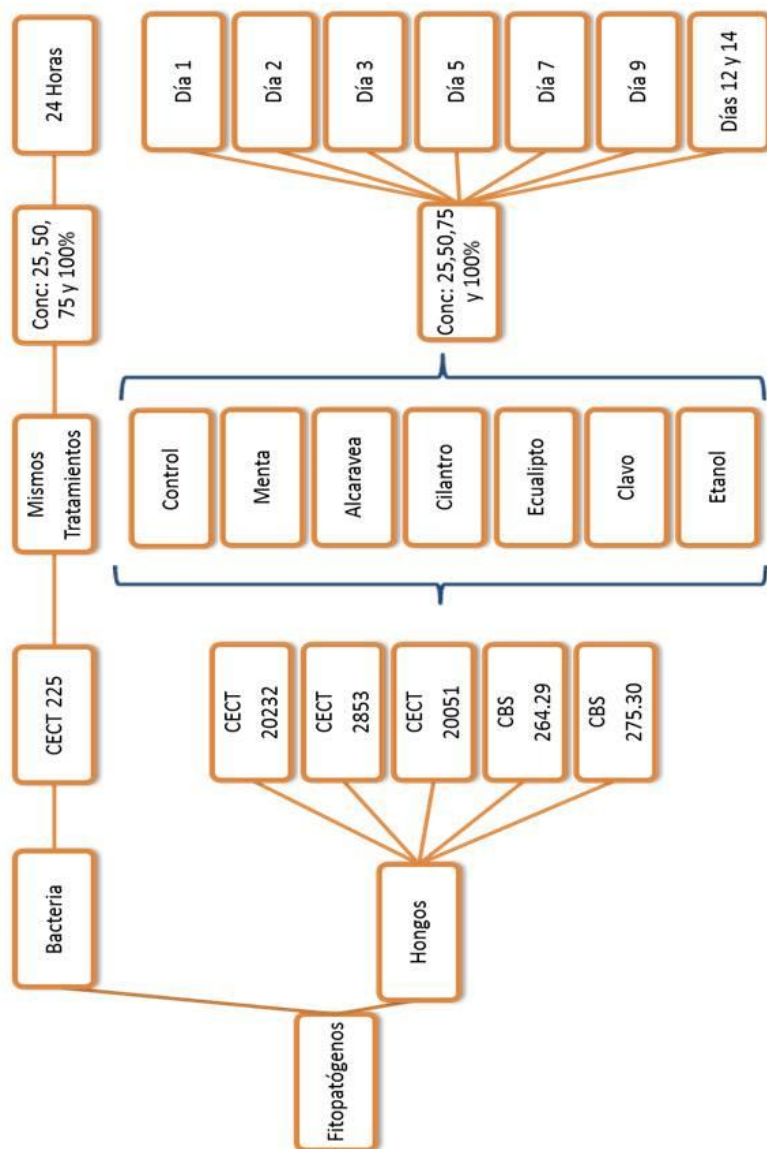 Fitopatógenos
Bacteria
CECT 225
Mismos
Tratamientos
Conc: 25, 50,
75 y 100%
24 Horas
Hongos
CECT
20232
CECT
2853
CECT
20051
CBS
264.29
CBS
275.30
Control
Menta
Alcaravea
Cilantro
Ecualipto
Clavo
Etanol
Conc: 25,50,75
y 100%
Día 1
Día 2
Día 3
Día 5
Día 7
Día 9
Días 12 y 14